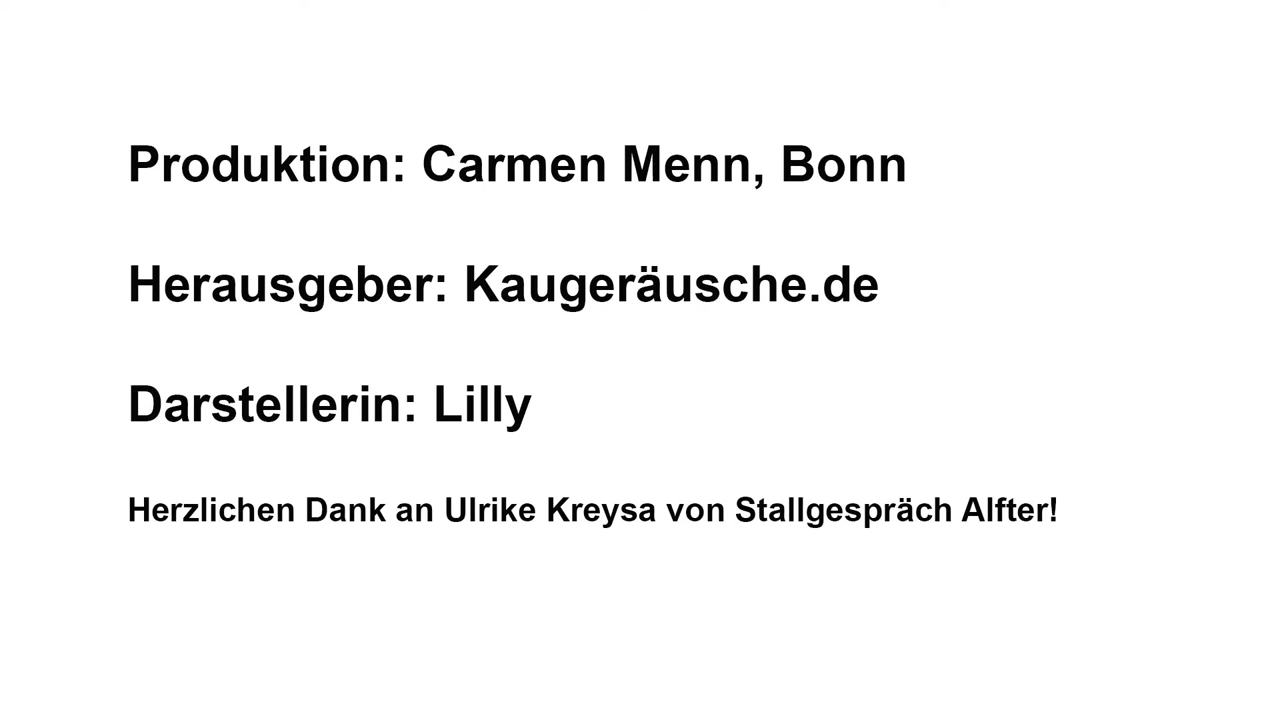 Produktion: Carmen Menn, Bonn
Herausgeber: Kaugeräusche.de
Darstellerin: Lilly
Herzlichen Dank an Ulrike Kreysa von Stallgespräch Alfter!